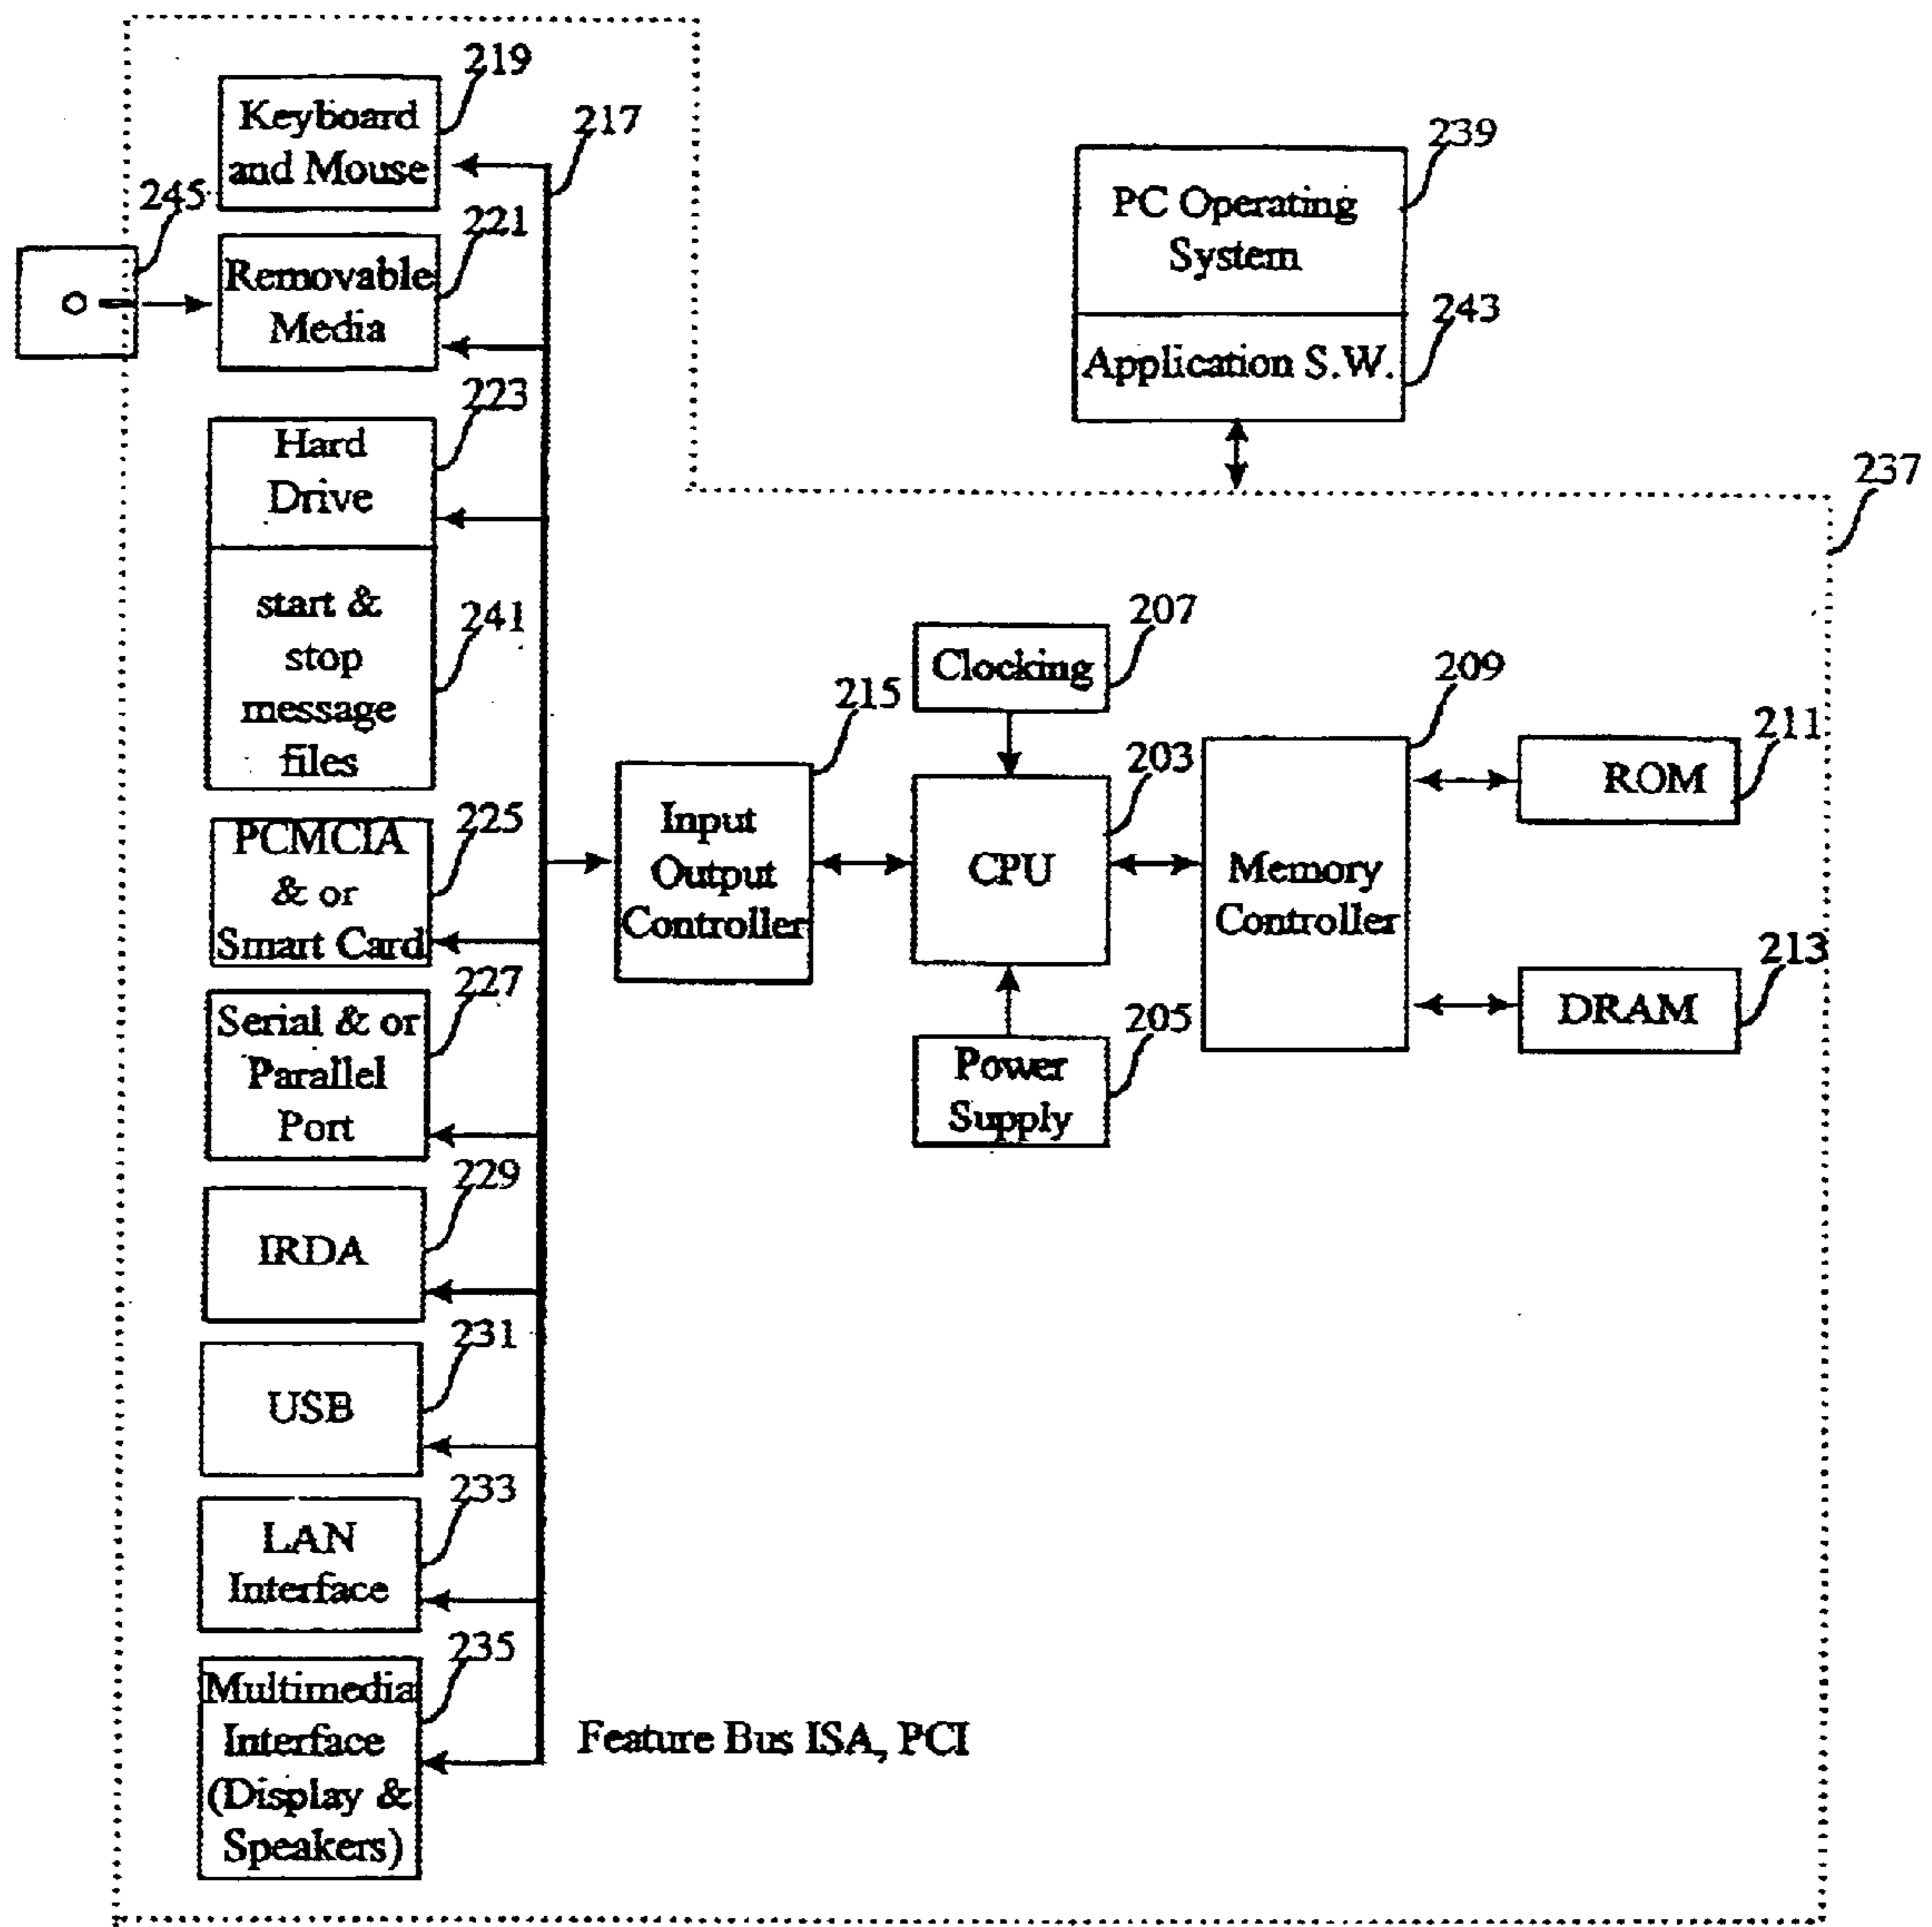 219
Keyboard
and Mouse
217
245
221
Removable
Media
223
Hard
Drive
241
start &
stop
message
files
225
PCMCIA
& or
Smart Card
227
Serial & or
Parallel
Port
229
IRDA
231
USB
233
LAN
Interface
235
Multimedia
Interface
(Display &
Speakers)
Feature Bus ISA, PCI
239
PC Operating
System
243
Application S.W.
237
207
Clocking
215
Input
Output
Controller
203
CPU
205
Power
Supply
209
Memory
Controller
211
ROM
213
DRAM